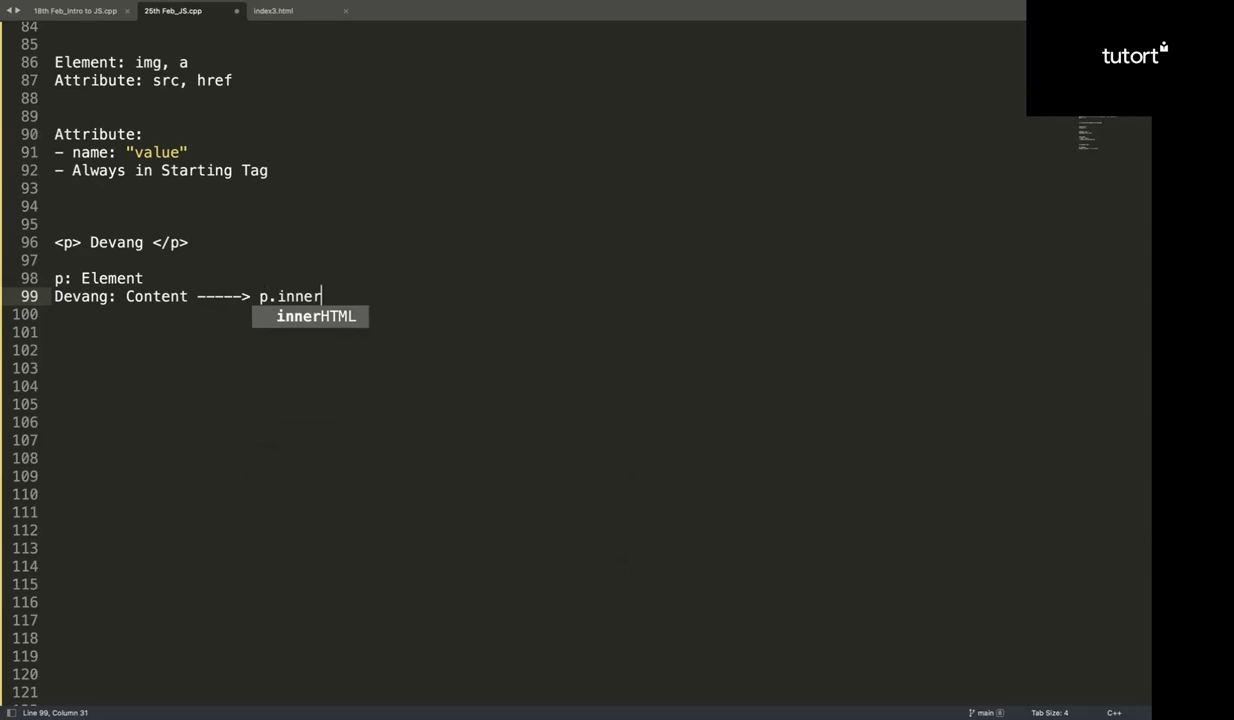 18th Feb_Intro to JS.cpp
25th Feb_JS.cpp
index3.html
tutort
84
85
86 Element: img, a
87 Attribute: src, href
88
89
90 Attribute:
91 - name: "value"
92 - Always in Starting Tag
93
94
95
96 <p> Devang </p>
97
98 p: Element
99 Devang: Content -----> p.inner
innerHTML
100
101
102
103
104
105
106
107
108
109
110
111
112
113
114
115
116
117
118
119
120
121
Line 99, Column 31
main
Tab Size: 4
C++